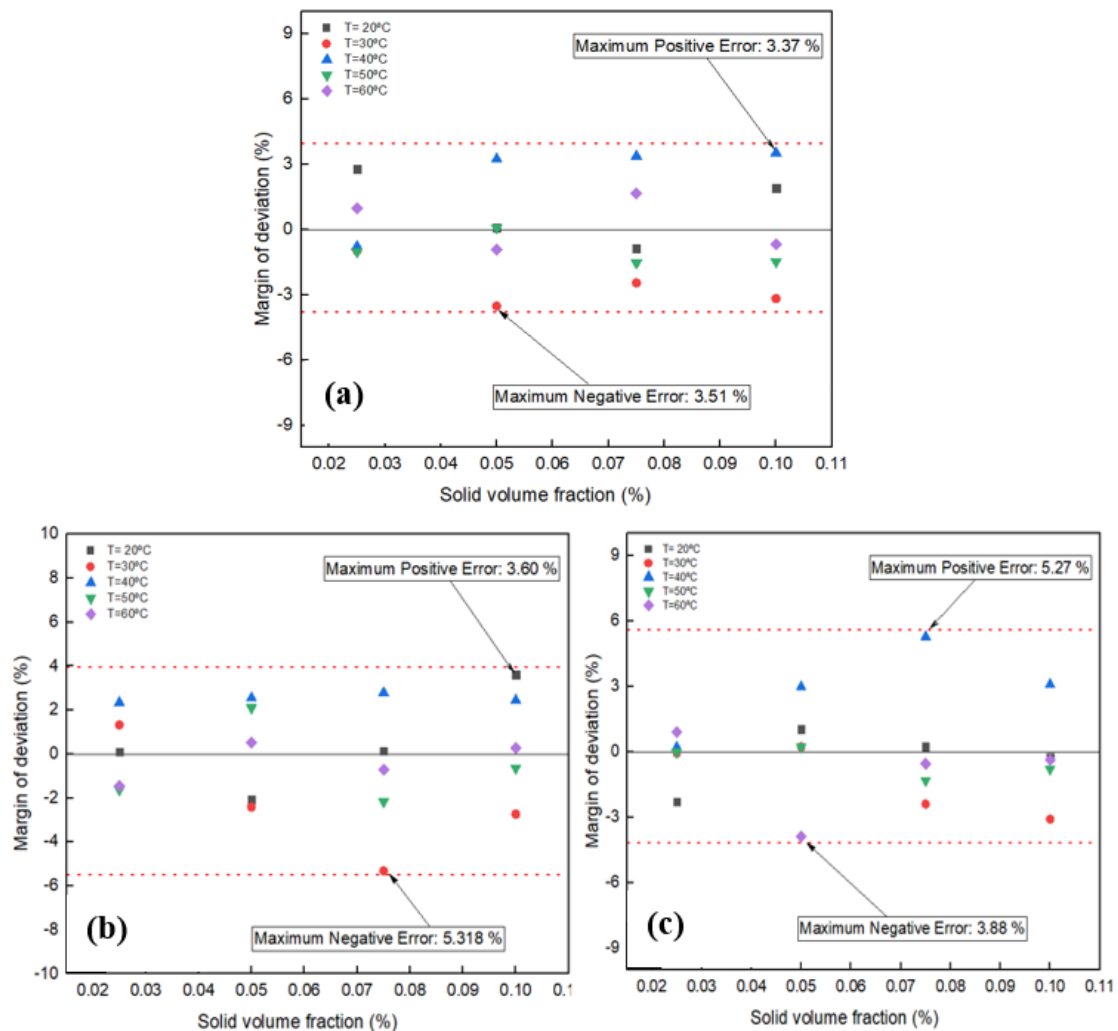 9
6
3
0
-3
-6
-9
Margin of deviation (%)
T= 20ºC
T=30ºC
T=40ºC
T=50ºC
T=60ºC
Maximum Positive Error: 3.37 %
Maximum Negative Error: 3.51 %
(a)
0.02 0.03 0.04 0.05 0.06 0.07 0.08 0.09 0.10 0.11
Solid volume fraction (%)
10
8
6
4
2
0
-2
-4
-6
-8
-10
Margin of deviation (%)
T= 20ºC
T=30ºC
T=40ºC
T=50ºC
T=60ºC
Maximum Positive Error: 3.60 %
Maximum Negative Error: 5.318 %
(b)
0.02 0.03 0.04 0.05 0.06 0.07 0.08 0.09 0.10 0.11
Solid volume fraction (%)
9
6
3
0
-3
-6
-9
Margin of deviation (%)
T= 20ºC
T=30ºC
T=40ºC
T=50ºC
T=60ºC
Maximum Positive Error: 5.27 %
Maximum Negative Error: 3.88 %
(c)
0.02 0.03 0.04 0.05 0.06 0.07 0.08 0.09 0.10 0.11
Solid volume fraction (%)